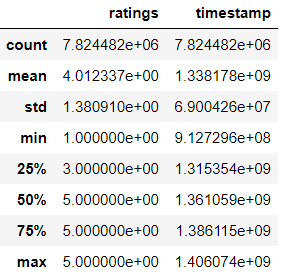 ratings timestamp
count 7.824482e+06 7.824482e+06
mean 4.012337e+00 1.338178e+09
std 1.380910e+00 6.900426e+07
min 1.000000e+00 9.127296e+08
25% 3.000000e+00 1.315354e+09
50% 5.000000e+00 1.361059e+09
75% 5.000000e+00 1.386115e+09
max 5.000000e+00 1.406074e+09